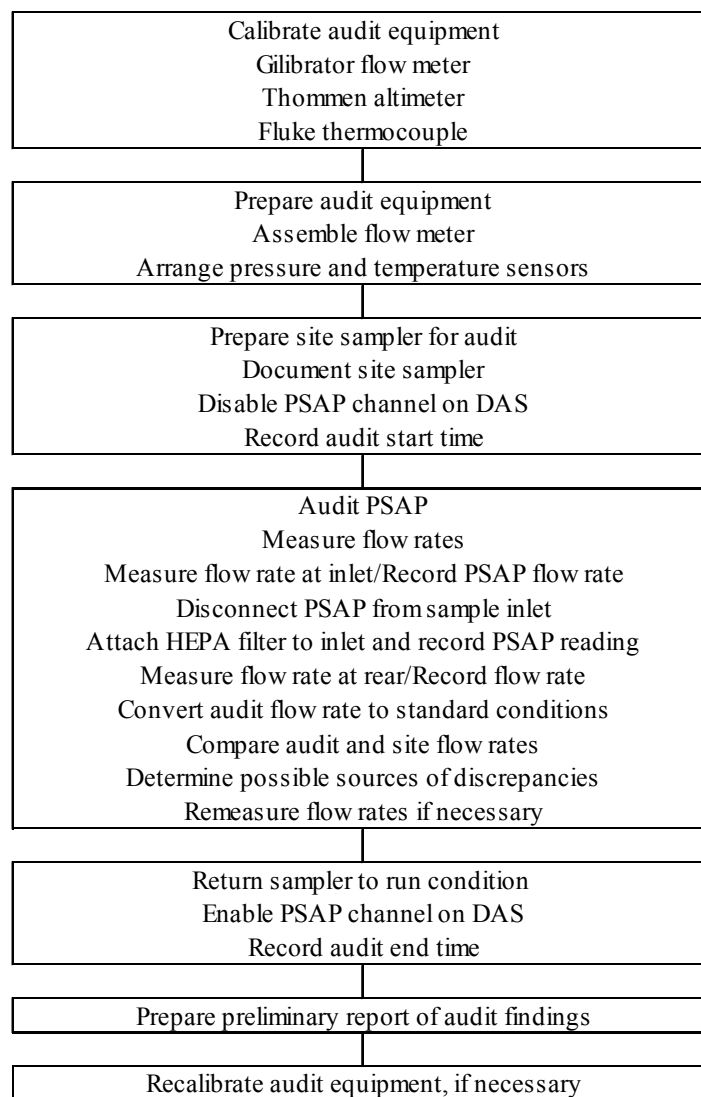 Calibrate audit equipment
Gilibrator flow meter
Thommen altimeter
Fluke thermocouple
Prepare audit equipment
Assemble flow meter
Arrange pressure and temperature sensors
Prepare site sampler for audit
Document site sampler
Disable PSAP channel on DAS
Record audit start time
Audit PSAP
Measure flow rates
Measure flow rate at inlet/Record PSAP flow rate
Disconnect PSAP from sample inlet
Attach HEPA filter to inlet and record PSAP reading
Measure flow rate at rear/Record flow rate
Convert audit flow rate to standard conditions
Compare audit and site flow rates
Determine possible sources of discrepancies
Remeasure flow rates if necessary
Return sampler to run condition
Enable PSAP channel on DAS
Record audit end time
Prepare preliminary report of audit findings
Recalibrate audit equipment, if necessary